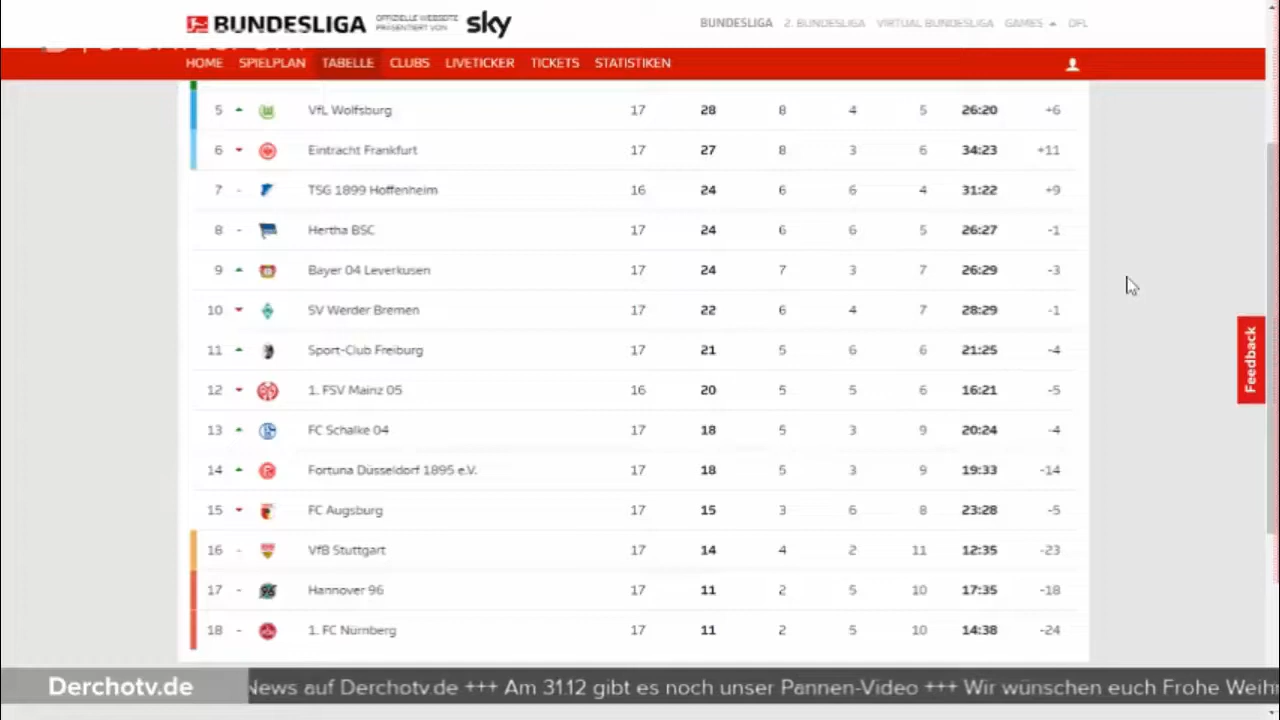 BUNDESLIGA OFFIZIELLE WEBSEITE PRÄSENTIERT VON sky BUNDESLIGA 2. BUNDESLIGA VIRTUAL BUNDESLIGA GAMES DFL
HOME SPIELPLAN TABELLE CLUBS LIVETICKER TICKETS STATISTIKEN
5 VfL Wolfsburg 17 28 8 4 5 26:20 +6
6 Eintracht Frankfurt 17 27 8 3 6 34:23 +11
7 - TSG 1899 Hoffenheim 16 24 6 6 4 31:22 +9
8 - Hertha BSC 17 24 6 6 5 26:27 -1
9 Bayer 04 Leverkusen 17 24 7 3 7 26:29 -3
10 SV Werder Bremen 17 22 6 4 7 28:29 -1
11 Sport-Club Freiburg 17 21 5 6 6 21:25 -4
12 1. FSV Mainz 05 16 20 5 5 6 16:21 -5
13 FC Schalke 04 17 18 5 3 9 20:24 -4
14 Fortuna Düsseldorf 1895 e.V. 17 18 5 3 9 19:33 -14
15 FC Augsburg 17 15 3 6 8 23:28 -5
16 - VfB Stuttgart 17 14 4 2 11 12:35 -23
17 - Hannover 96 17 11 2 5 10 17:35 -18
18 - 1. FC Nürnberg 17 11 2 5 10 14:38 -24
Feedback
Derchotv.de News auf Derchotv.de +++ Am 31.12 gibt es noch unser Pannen-Video +++ Wir wünschen euch Frohe Weih